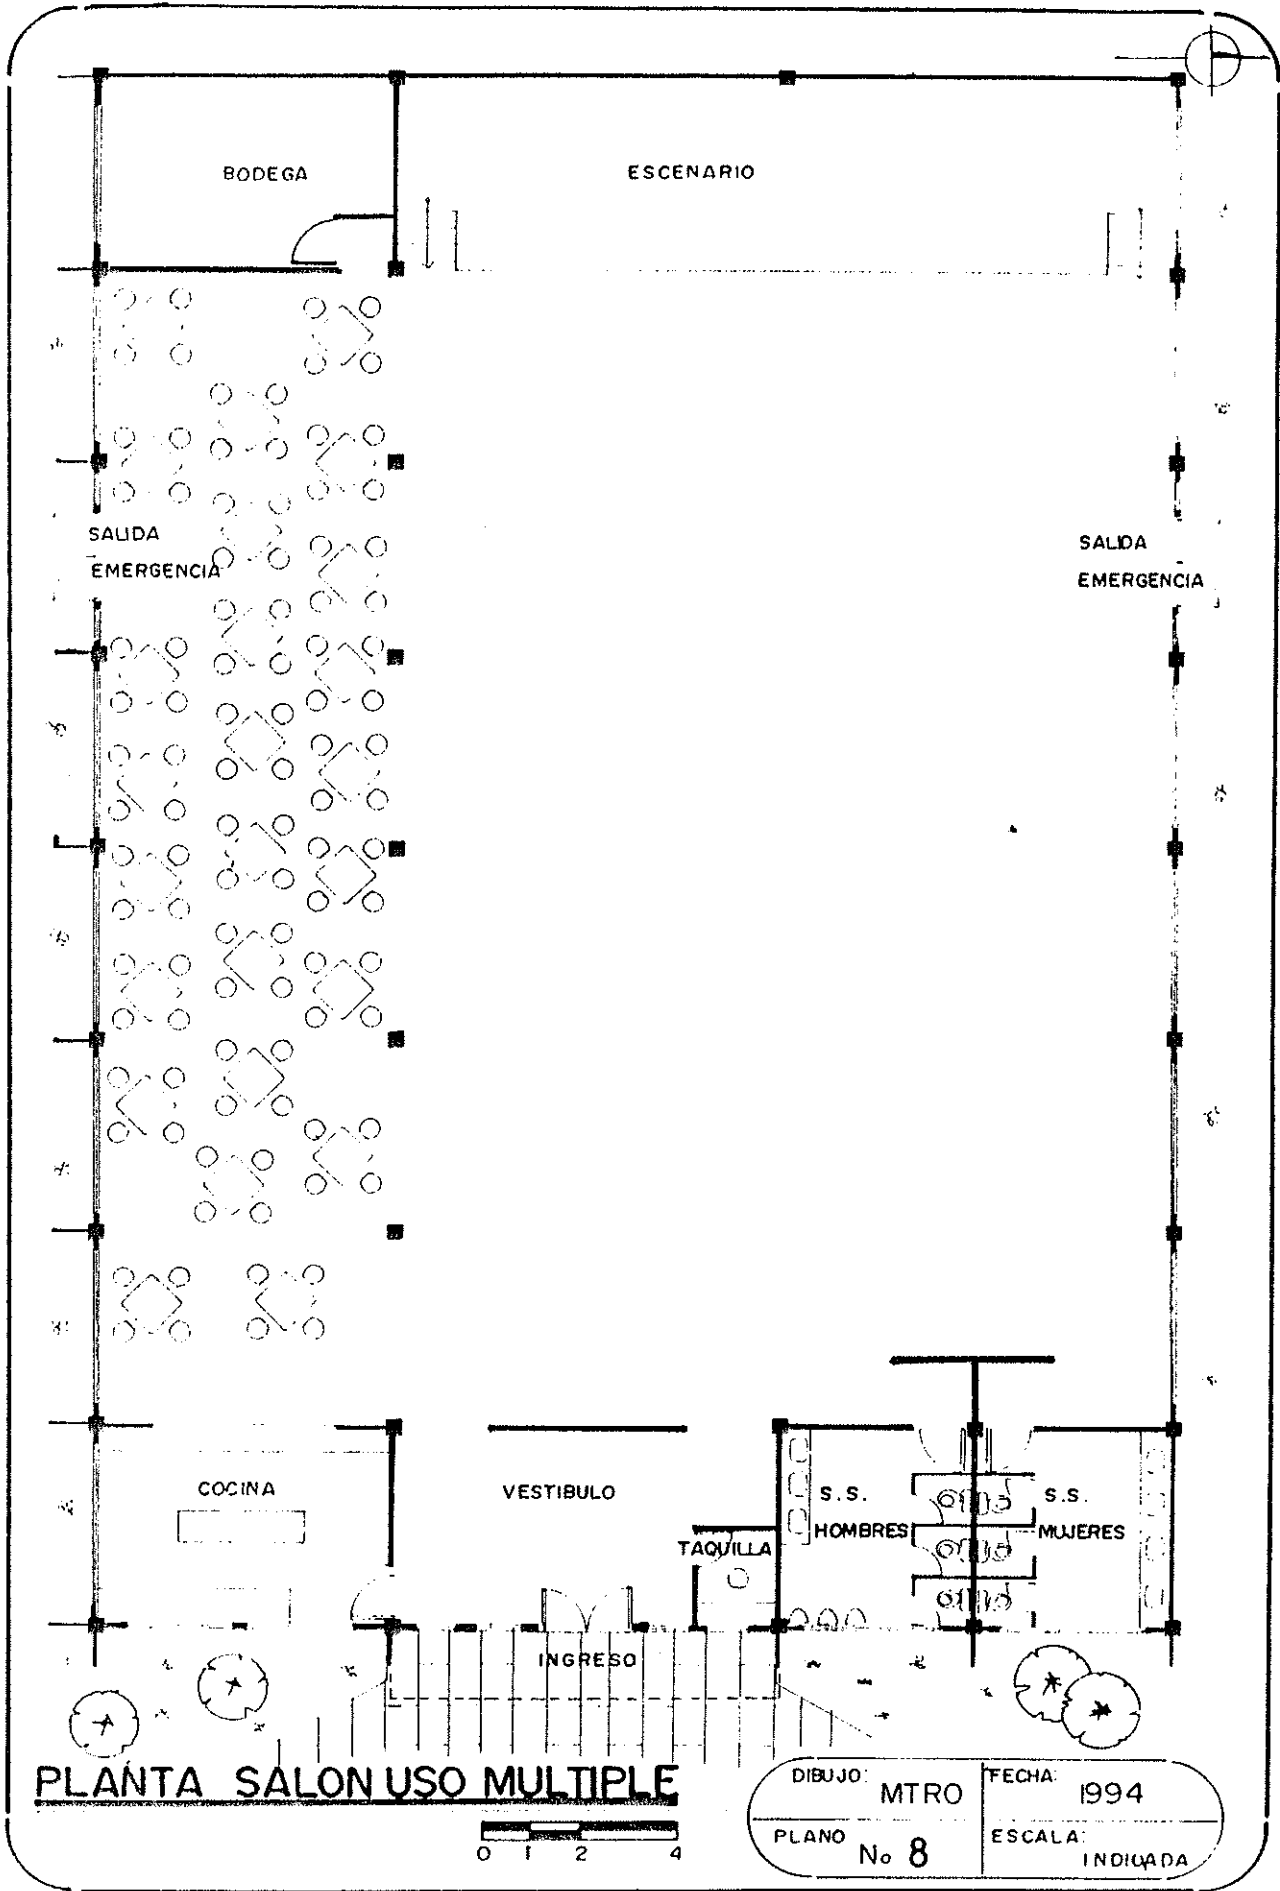 BODEGA
ESCENARIO
SALIDA
EMERGENCIA
SALIDA
EMERGENCIA
COCINA
VESTIBULO
TAQUILLA
S.S.
HOMBRES
S.S.
MUJERES
INGRESO
PLANTA SALON USO MULTIPLE
0 1 2 4
DIBUJO: MTRO
FECHA: 1994
PLANO No 8
ESCALA: INDICADA